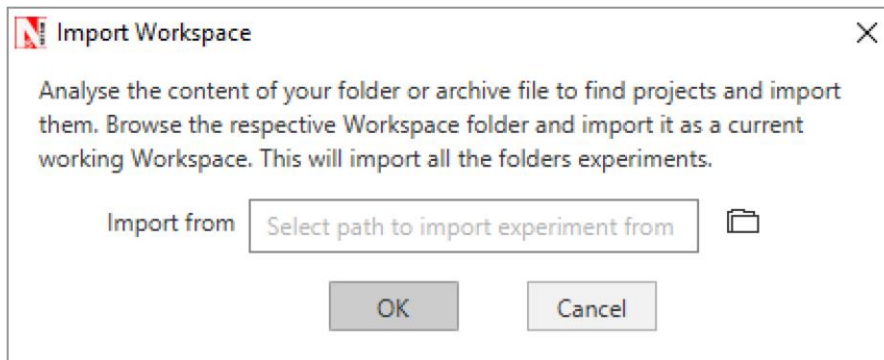 Import Workspace
Analyse the content of your folder or archive file to find projects and import
them. Browse the respective Workspace folder and import it as a current
working Workspace. This will import all the folders experiments.
Import from
Select path to import experiment from
OK
Cancel